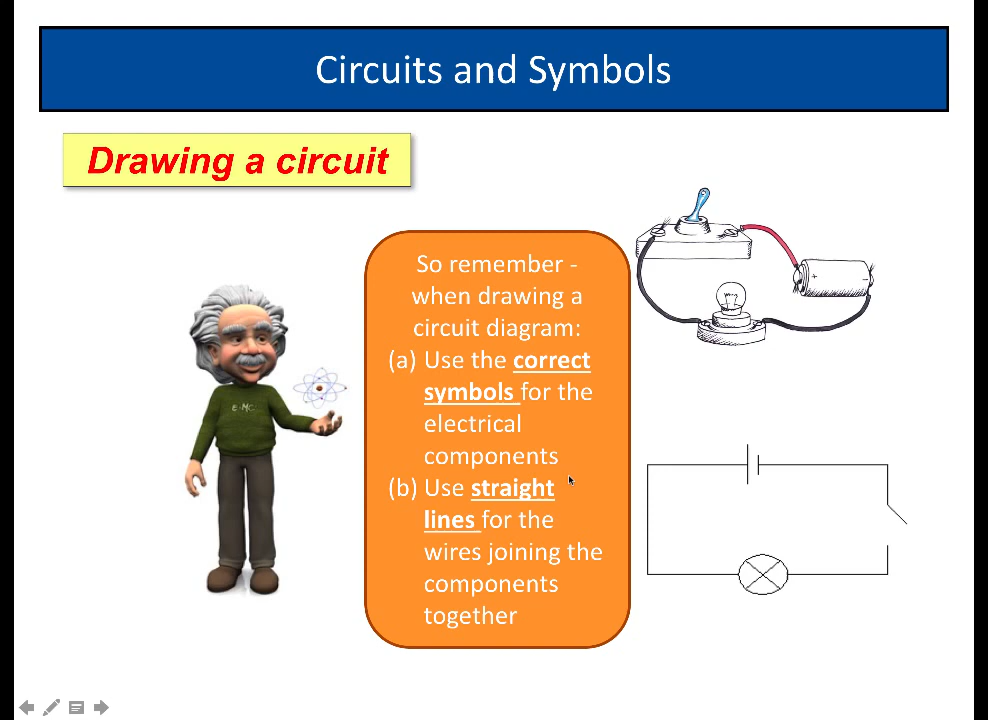 Circuits and Symbols
Drawing a circuit
So remember -
when drawing a
circuit diagram:
(a) Use the correct
symbols for the
electrical
components
(b) Use straight
lines for the
wires joining the
components
together
+ -